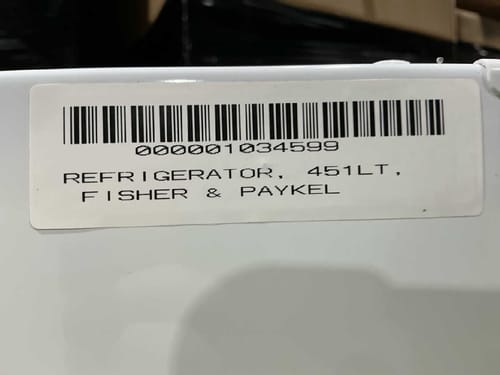 000001034599
REFRIGERATOR, 451LT,
FISHER & PAYKEL